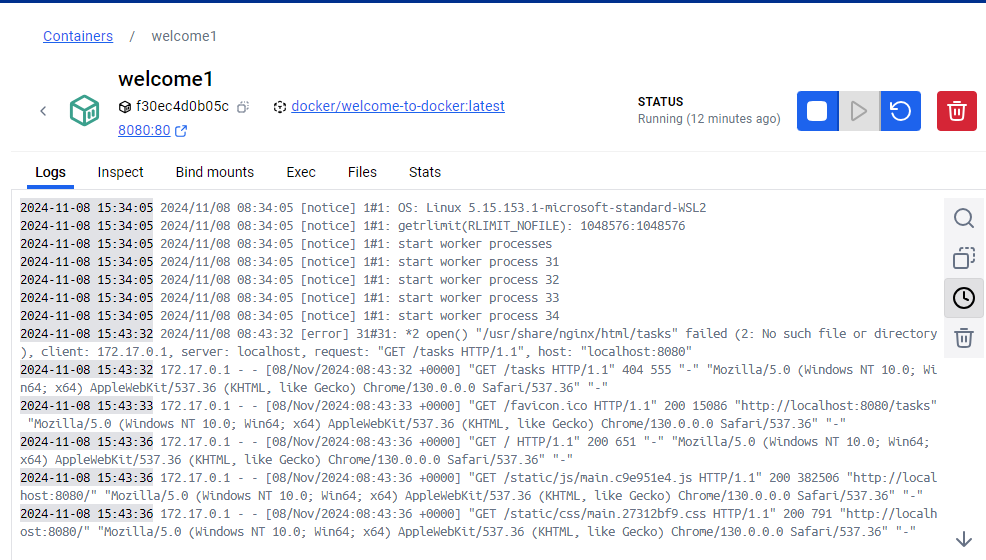 Containers / welcome1
welcome1
f30ec4d0b05c docker/welcome-to-docker:latest
8080:80
STATUS
Running (12 minutes ago)
Logs Inspect Bind mounts Exec Files Stats
2024-11-08 15:34:05 2024/11/08 08:34:05 [notice] 1#1: OS: Linux 5.15.153.1-microsoft-standard-WSL2
2024-11-08 15:34:05 2024/11/08 08:34:05 [notice] 1#1: getrlimit(RLIMIT_NOFILE): 1048576:1048576
2024-11-08 15:34:05 2024/11/08 08:34:05 [notice] 1#1: start worker processes
2024-11-08 15:34:05 2024/11/08 08:34:05 [notice] 1#1: start worker process 31
2024-11-08 15:34:05 2024/11/08 08:34:05 [notice] 1#1: start worker process 32
2024-11-08 15:34:05 2024/11/08 08:34:05 [notice] 1#1: start worker process 33
2024-11-08 15:34:05 2024/11/08 08:34:05 [notice] 1#1: start worker process 34
2024-11-08 15:43:32 2024/11/08 08:43:32 [error] 31#31: *2 open() "/usr/share/nginx/html/tasks" failed (2: No such file or directory
), client: 172.17.0.1, server: localhost, request: "GET /tasks HTTP/1.1", host: "localhost:8080"
2024-11-08 15:43:32 172.17.0.1 - - [08/Nov/2024:08:43:32 +0000] "GET /tasks HTTP/1.1" 404 555 "-" "Mozilla/5.0 (Windows NT 10.0; Wi
n64; x64) AppleWebKit/537.36 (KHTML, like Gecko) Chrome/130.0.0.0 Safari/537.36" "-"
2024-11-08 15:43:33 172.17.0.1 - - [08/Nov/2024:08:43:33 +0000] "GET /favicon.ico HTTP/1.1" 200 15086 "http://localhost:8080/tasks"
"Mozilla/5.0 (Windows NT 10.0; Win64; x64) AppleWebKit/537.36 (KHTML, like Gecko) Chrome/130.0.0.0 Safari/537.36" "-"
2024-11-08 15:43:36 172.17.0.1 - - [08/Nov/2024:08:43:36 +0000] "GET / HTTP/1.1" 200 651 "-" "Mozilla/5.0 (Windows NT 10.0; Win64;
x64) AppleWebKit/537.36 (KHTML, like Gecko) Chrome/130.0.0.0 Safari/537.36" "-"
2024-11-08 15:43:36 172.17.0.1 - - [08/Nov/2024:08:43:36 +0000] "GET /static/js/main.c9e951e4.js HTTP/1.1" 200 382506 "http://local
host:8080/" "Mozilla/5.0 (Windows NT 10.0; Win64; x64) AppleWebKit/537.36 (KHTML, like Gecko) Chrome/130.0.0.0 Safari/537.36" "-"
2024-11-08 15:43:36 172.17.0.1 - - [08/Nov/2024:08:43:36 +0000] "GET /static/css/main.27312bf9.css HTTP/1.1" 200 791 "http://localh
ost:8080/" "Mozilla/5.0 (Windows NT 10.0; Win64; x64) AppleWebKit/537.36 (KHTML, like Gecko) Chrome/130.0.0.0 Safari/537.36" "-"